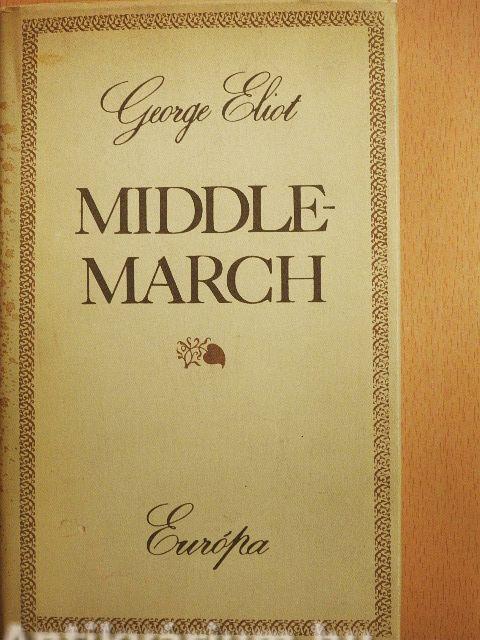 George Eliot
MIDDLE-
MARCH
Európa